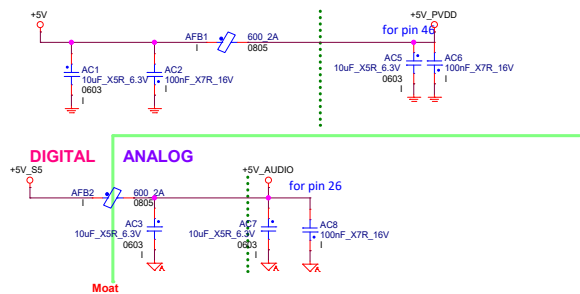 +5V
+5V_PVDD
for pin 46
AFB1
600_2A
I
0805
AC1
10uF_X5R_6.3V
0603
I
AC2
100nF_X7R_16V
I
AC5
10uF_X5R_6.3V
0603
I
AC6
100nF_X7R_16V
I
DIGITAL
ANALOG
+5V_S5
+5V_AUDIO
for pin 26
AFB2
600_2A
I
0805
AC3
10uF_X5R_6.3V
0603
I
AC7
10uF_X5R_6.3V
0603
I
AC8
100nF_X7R_16V
I
A
A
A
Moat